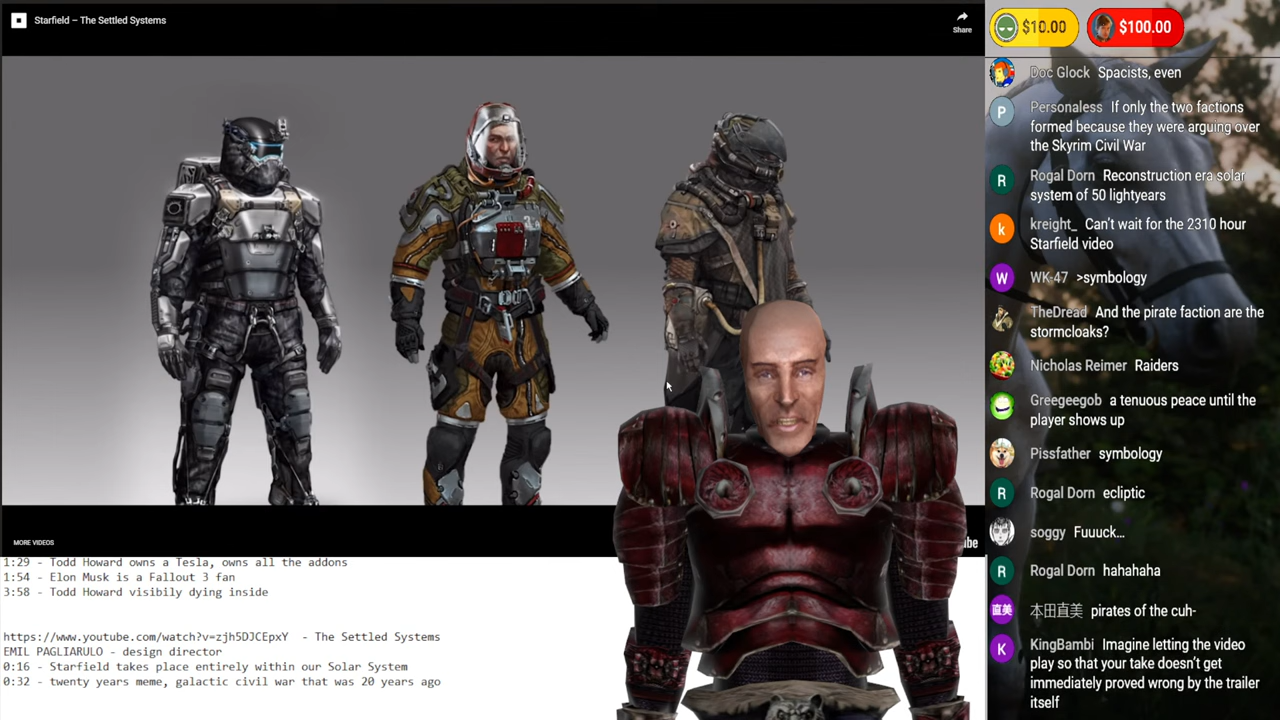 Starfield – The Settled Systems
Share
MORE VIDEOS
1:29 - Todd Howard owns a Tesla, owns all the addons
1:54 - Elon Musk is a Fallout 3 fan
3:58 - Todd Howard visibily dying inside
https://www.youtube.com/watch?v=zjh5DJCEpxY - The Settled Systems
EMIL PAGLIARULO - design director
0:16 - Starfield takes place entirely within our Solar System
0:32 - twenty years meme, galactic civil war that was 20 years ago
$10.00
$100.00
Doc Glock Spacists, even
P
Personaless If only the two factions
formed because they were arguing over
the Skyrim Civil War
R
Rogal Dorn Reconstruction era solar
system of 50 lightyears
k
kreight_ Can't wait for the 2310 hour
Starfield video
W
WK-47 >symbology
TheDread And the pirate faction are the
stormcloaks?
Nicholas Reimer Raiders
Greegeegob a tenuous peace until the
player shows up
Pissfather symbology
R
Rogal Dorn ecliptic
soggy Fuuuck...
R
Rogal Dorn hahahaha
直美
本田直美 pirates of the cuh-
K
KingBambi Imagine letting the video
play so that your take doesn't get
immediately proved wrong by the trailer
itself